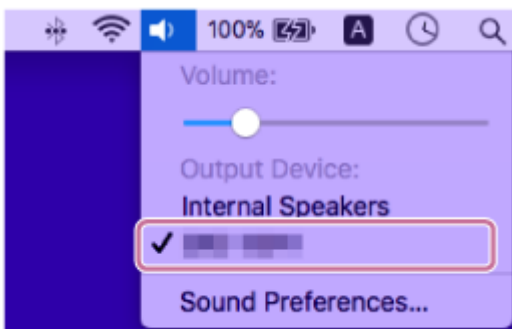 100% A
Volume:
Output Device:
Internal Speakers
Sound Preferences...